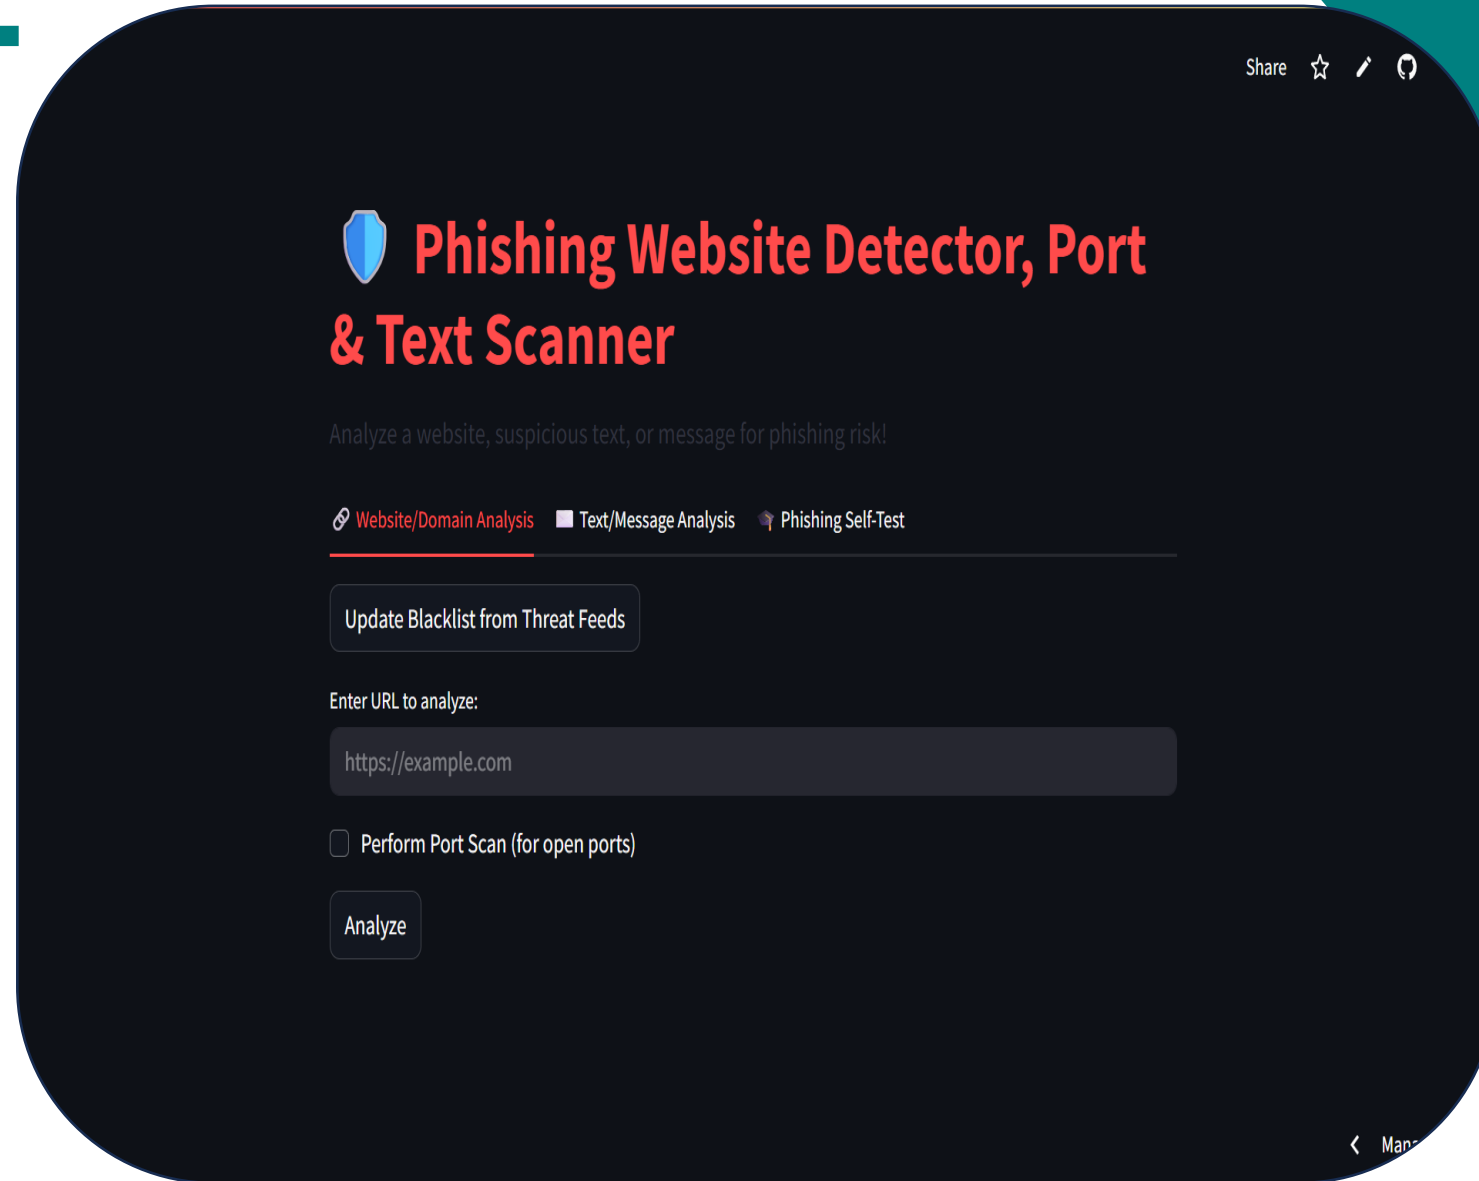 Share
Phishing Website Detector, Port
& Text Scanner
Analyze a website, suspicious text, or message for phishing risk!
Website/Domain Analysis Text/Message Analysis Phishing Self-Test
Update Blacklist from Threat Feeds
Enter URL to analyze:
https://example.com
Perform Port Scan (for open ports)
Analyze